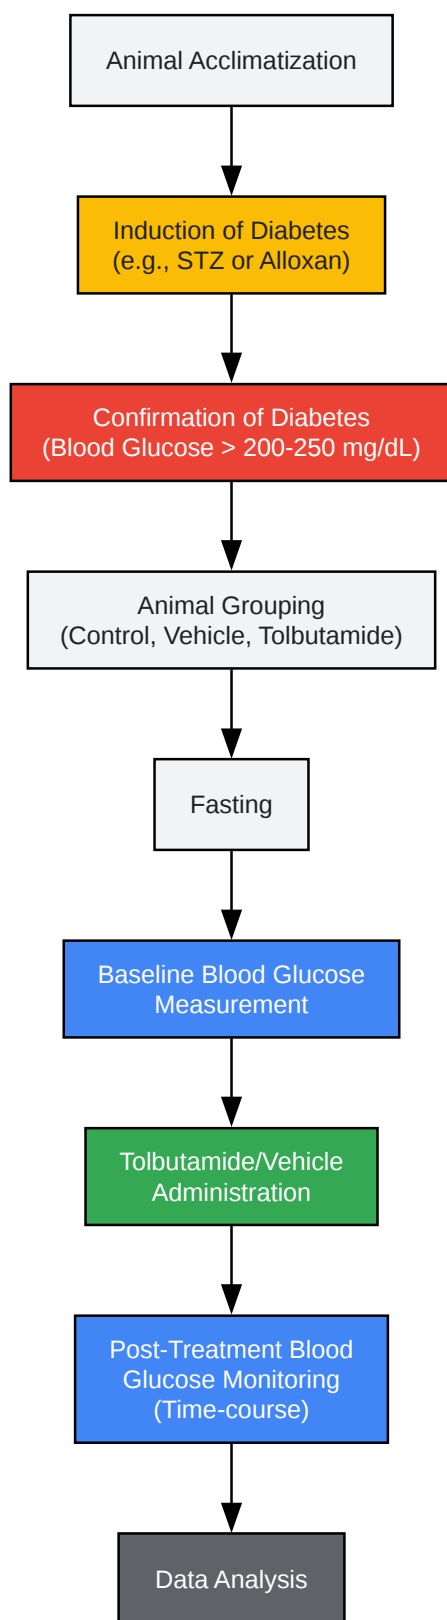 Animal Acclimatization
Induction of Diabetes
(e.g., STZ or Alloxan)
Confirmation of Diabetes
(Blood Glucose > 200-250 mg/dL)
Animal Grouping
(Control, Vehicle, Tolbutamide)
Fasting
Baseline Blood Glucose
Measurement
Tolbutamide/Vehicle
Administration
Post-Treatment Blood
Glucose Monitoring
(Time-course)
Data Analysis